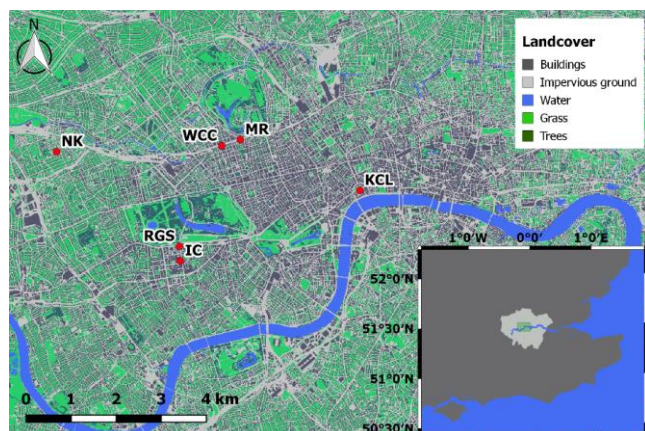 N
Landcover
Buildings
Impervious ground
Water
Grass
Trees
NK
WCC
MR
KCL
RGS
IC
1°0'W 0°0' 1°0'E
52°0'N
51°30'N
51°0'N
50°30'N
0 1 2 3 4 km